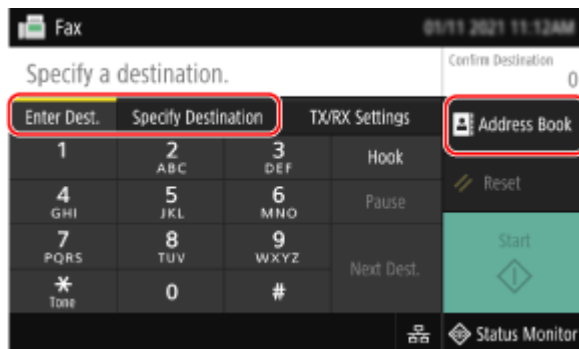 Fax
01/11 2021 11:12AM
Specify a destination.
Confirm Destination
0
Enter Dest.
Specify Destination
TX/RX Settings
Address Book
1
2
ABC
3
DEF
Hook
Reset
4
GHI
5
JKL
6
MNO
Pause
7
PQRS
8
TUV
9
WXYZ
Next Dest.
Start
*
Tone
0
#
Status Monitor